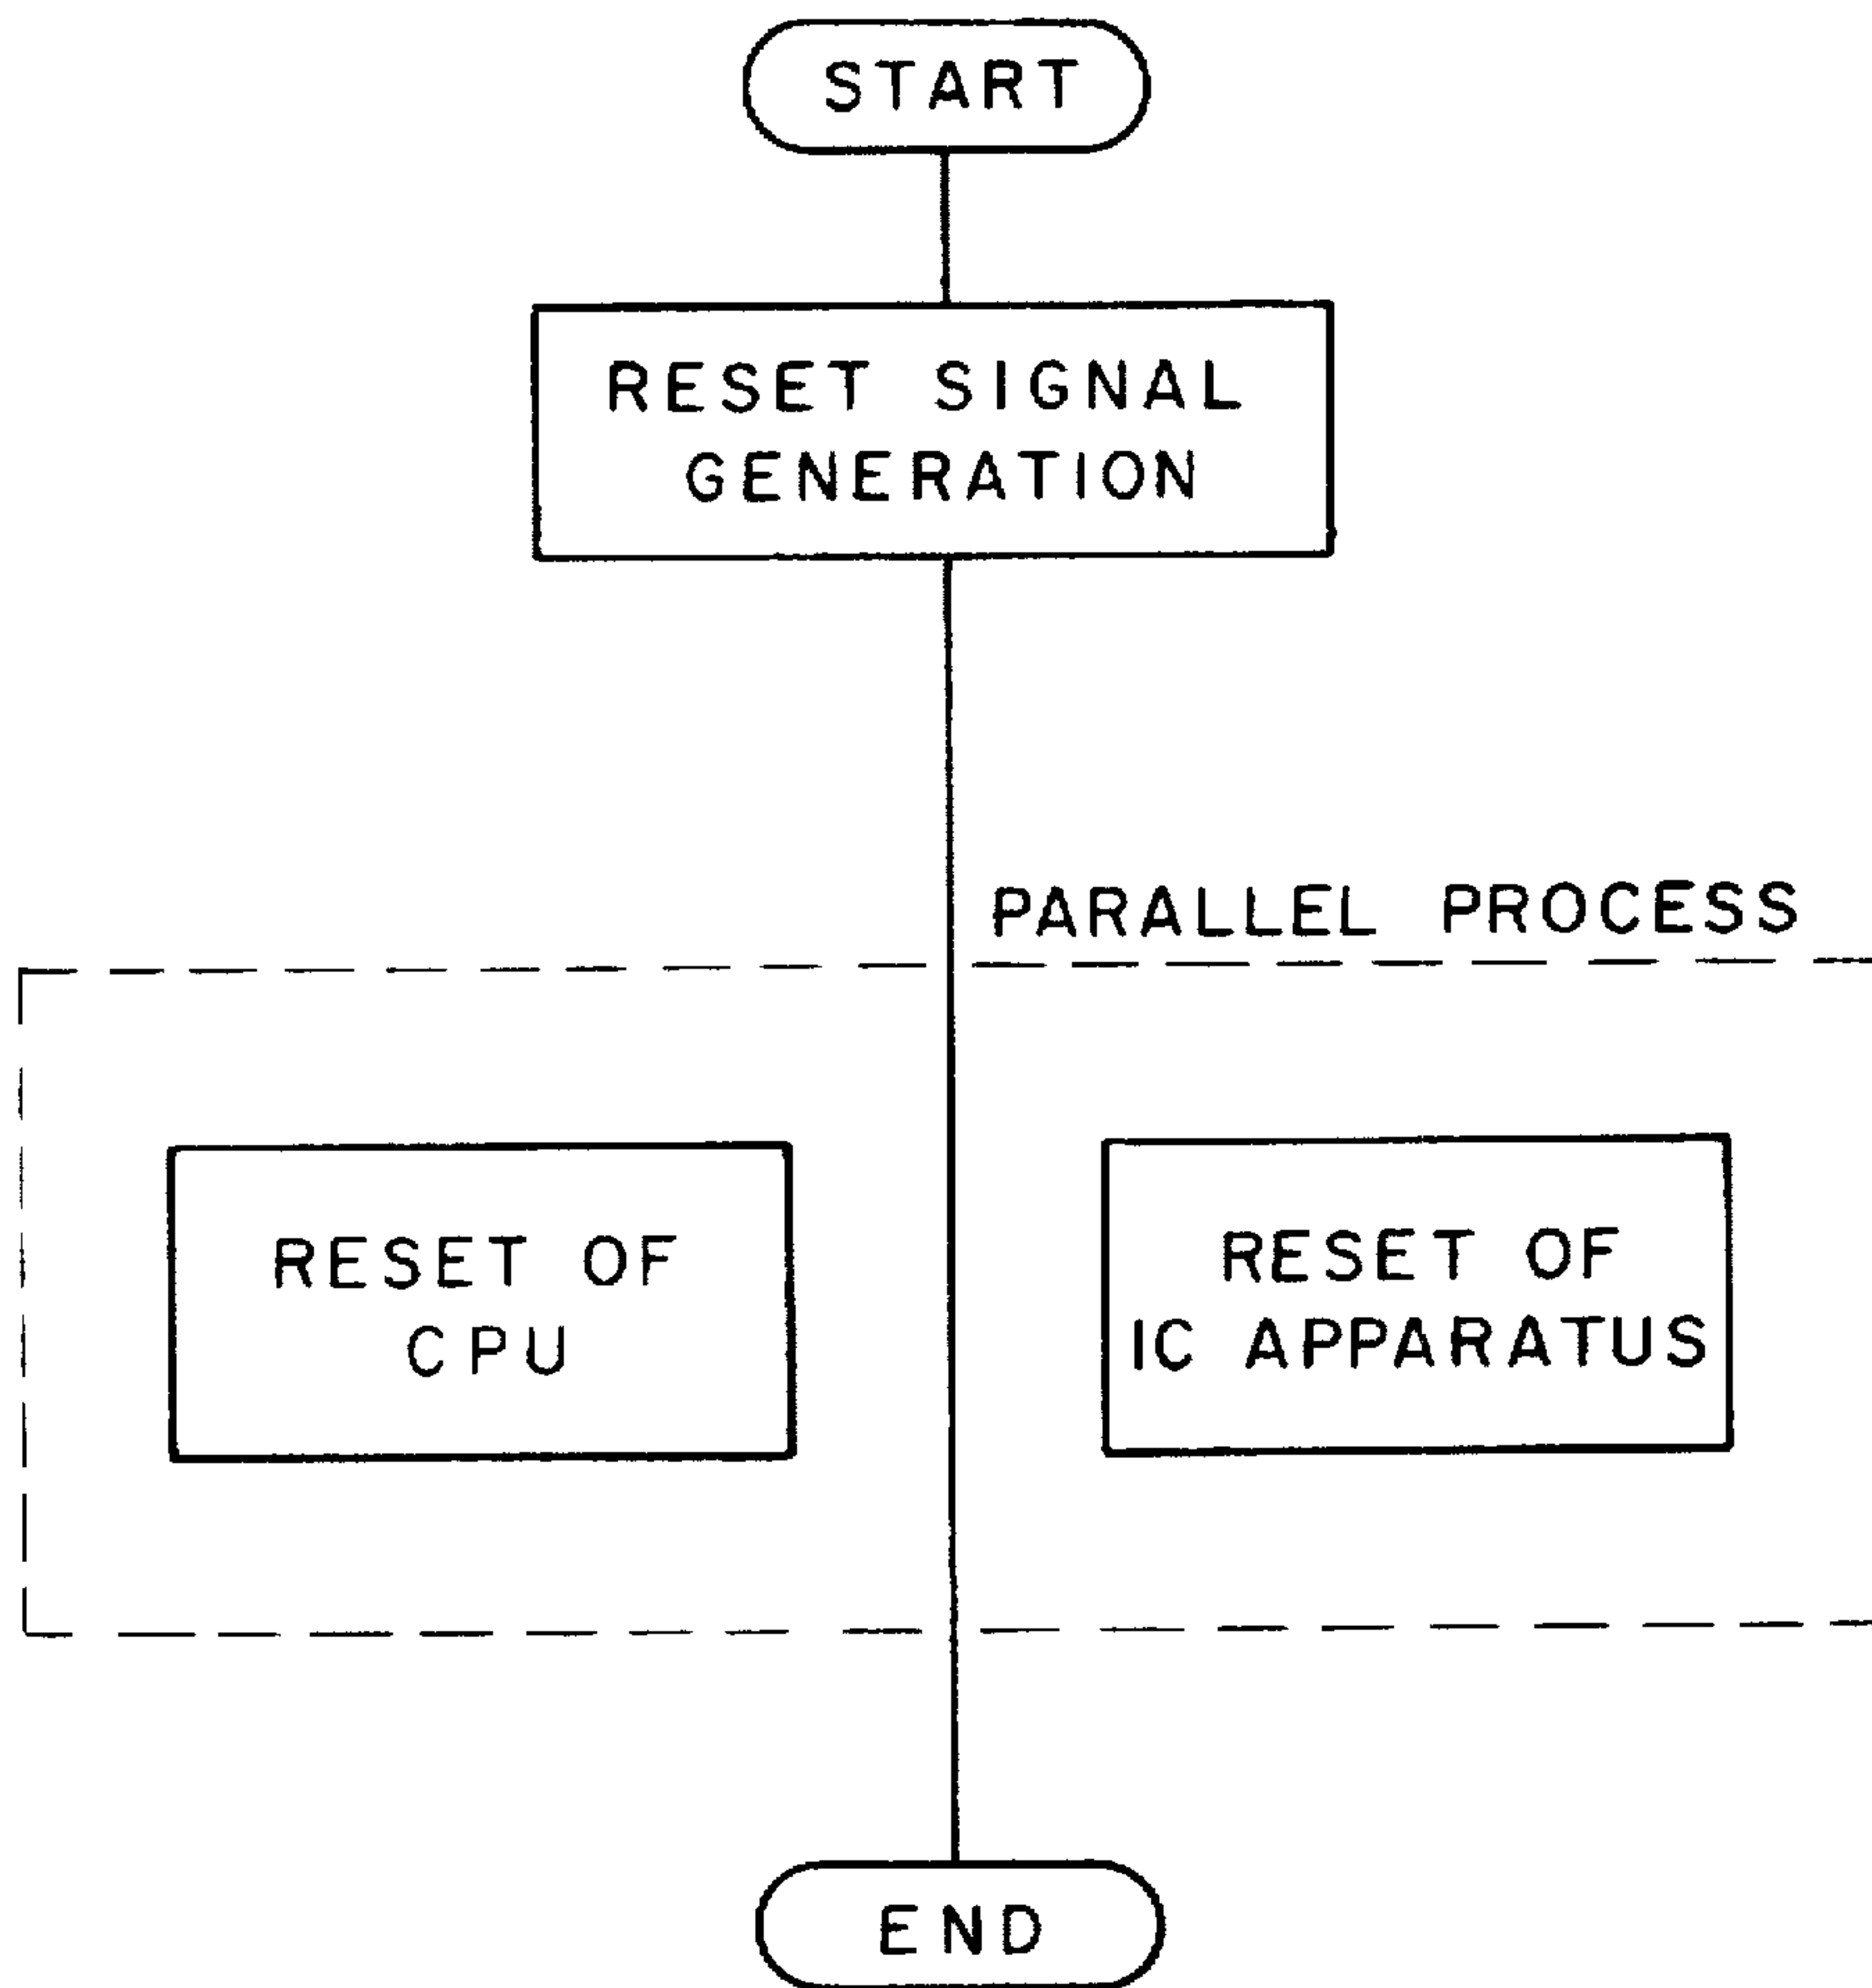 START
RESET SIGNAL
GENERATION
PARALLEL PROCESS
RESET OF
CPU
RESET OF
IC APPARATUS
END